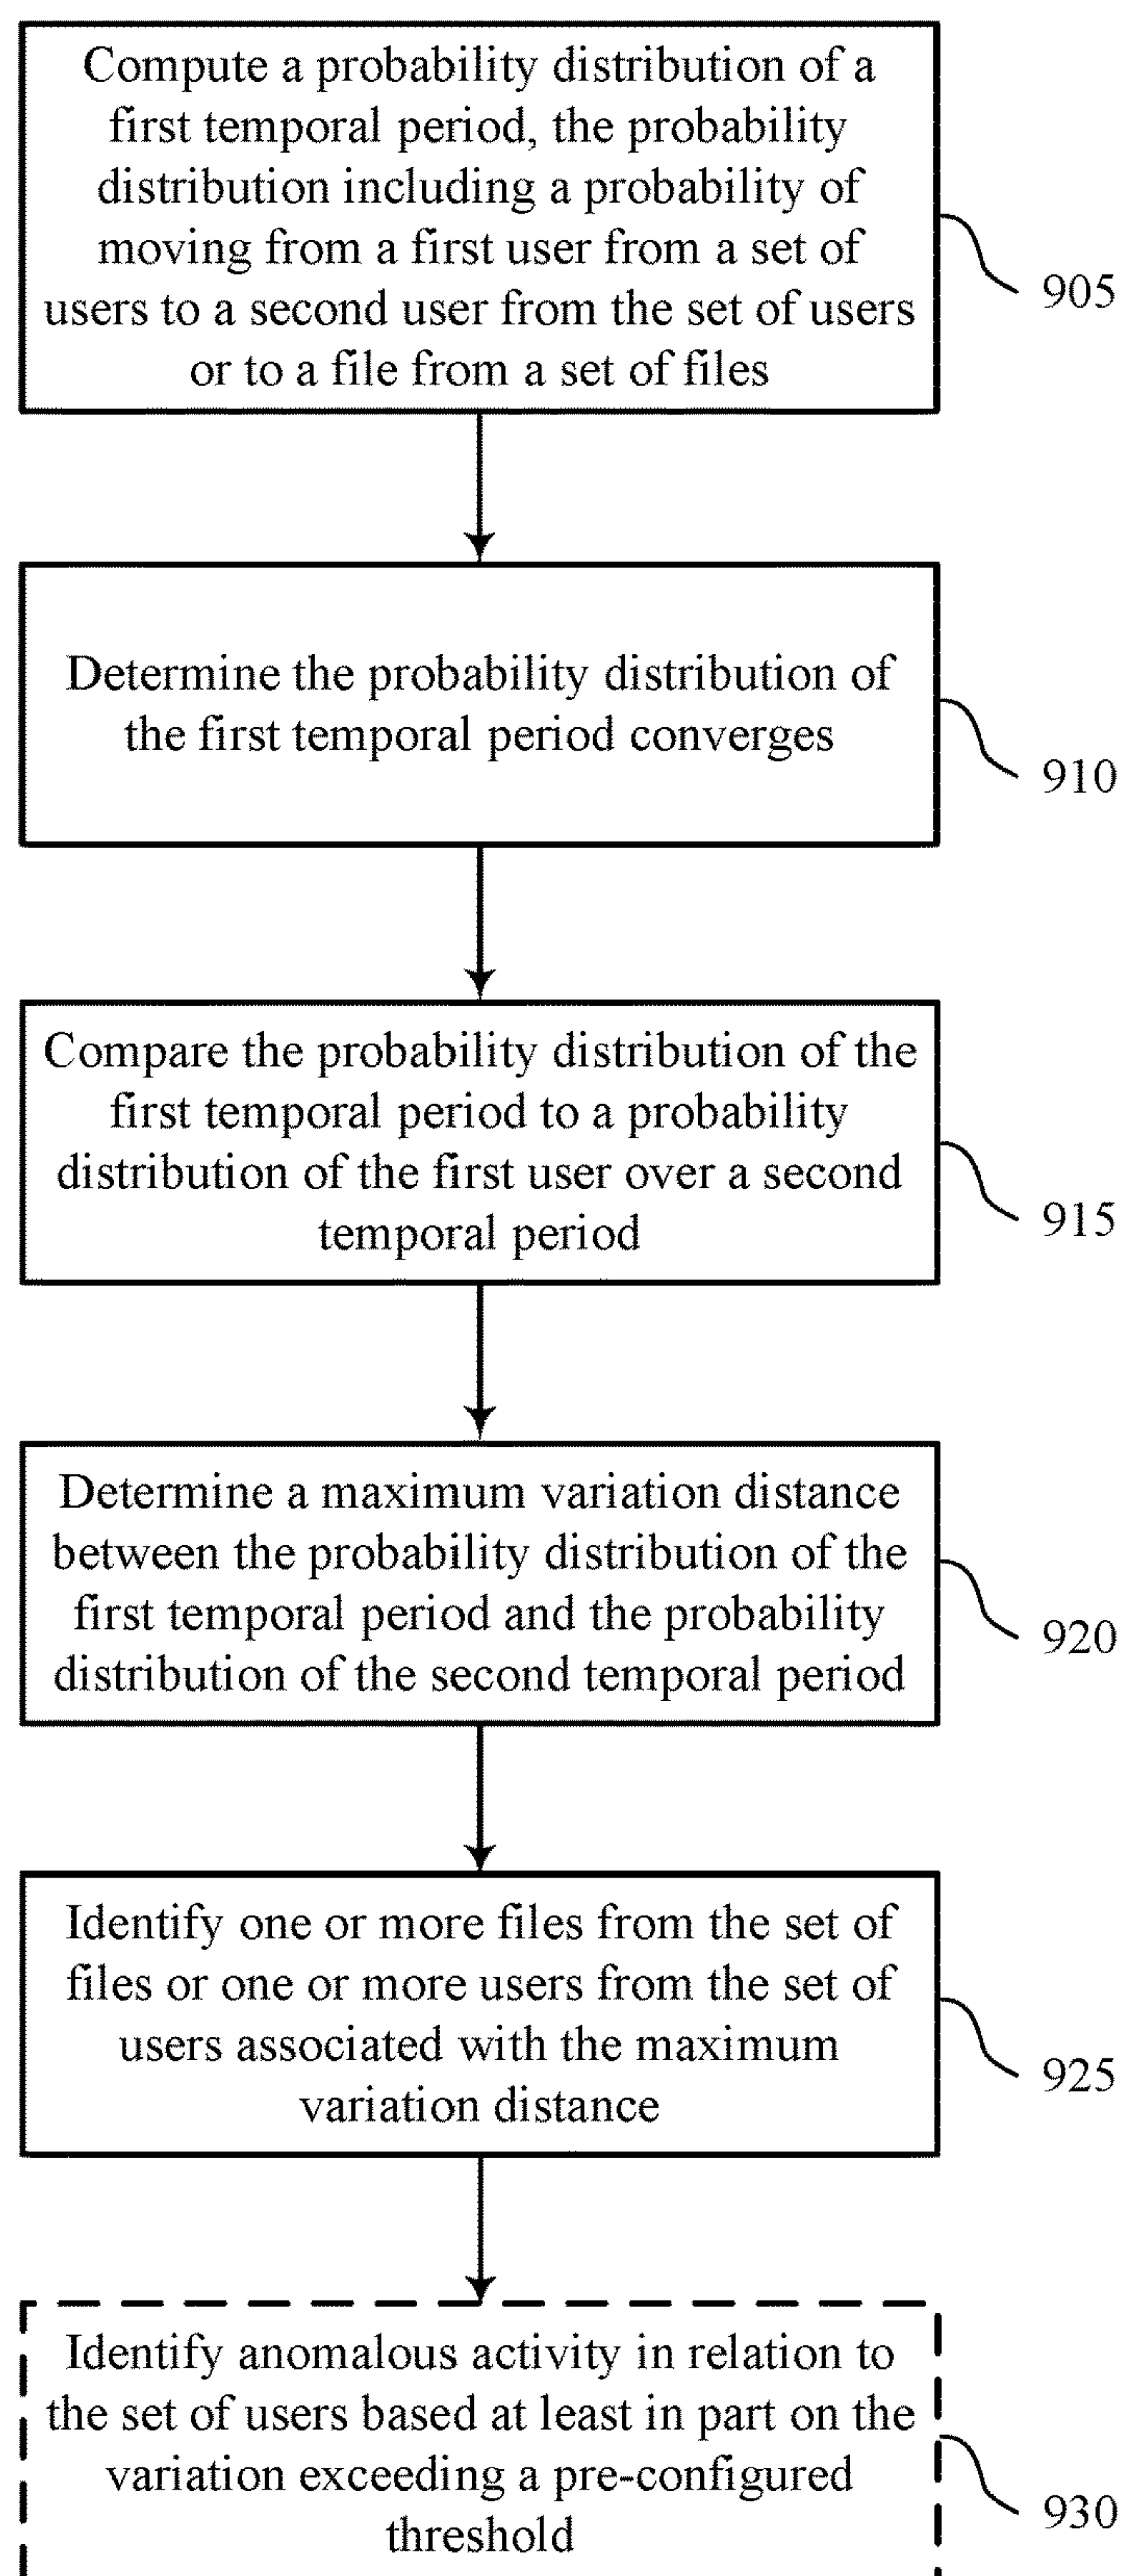 Compute a probability distribution of a
first temporal period, the probability
distribution including a probability of
moving from a first user from a set of
users to a second user from the set of users
or to a file from a set of files
905
Determine the probability distribution of
the first temporal period converges
910
Compare the probability distribution of the
first temporal period to a probability
distribution of the first user over a second
temporal period
915
Determine a maximum variation distance
between the probability distribution of the
first temporal period and the probability
distribution of the second temporal period
920
Identify one or more files from the set of
files or one or more users from the set of
users associated with the maximum
variation distance
925
Identify anomalous activity in relation to
the set of users based at least in part on the
variation exceeding a pre-configured
threshold
930